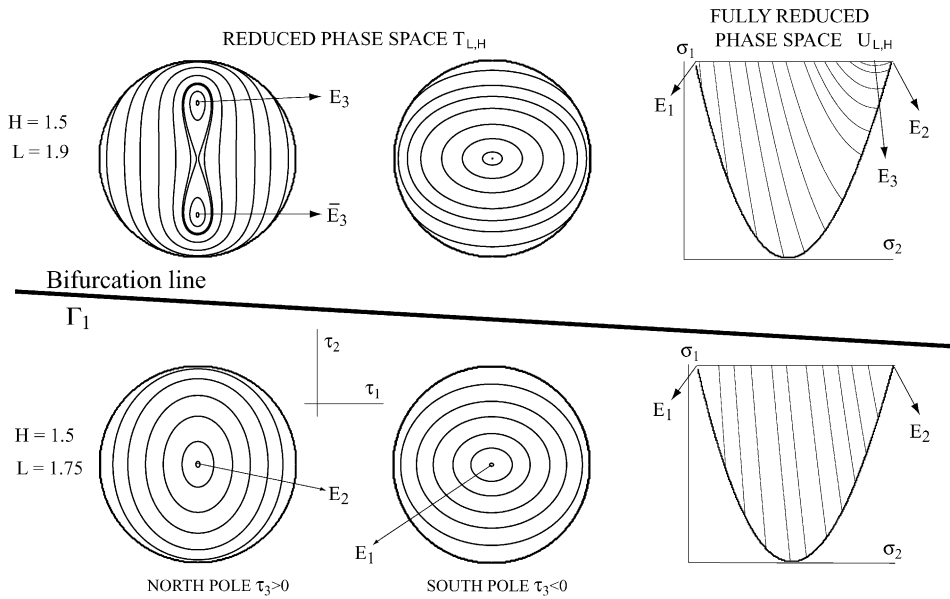 REDUCED PHASE SPACE T_L,H
FULLY REDUCED
PHASE SPACE U_L,H
H = 1.5
L = 1.9
E₃
Ē₃
σ₁
E₁
E₂
E₃
σ₂
Bifurcation line
Γ₁
τ₂
τ₁
H = 1.5
L = 1.75
E₂
E₁
σ₁
E₁
E₂
σ₂
NORTH POLE τ₃>0
SOUTH POLE τ₃<0